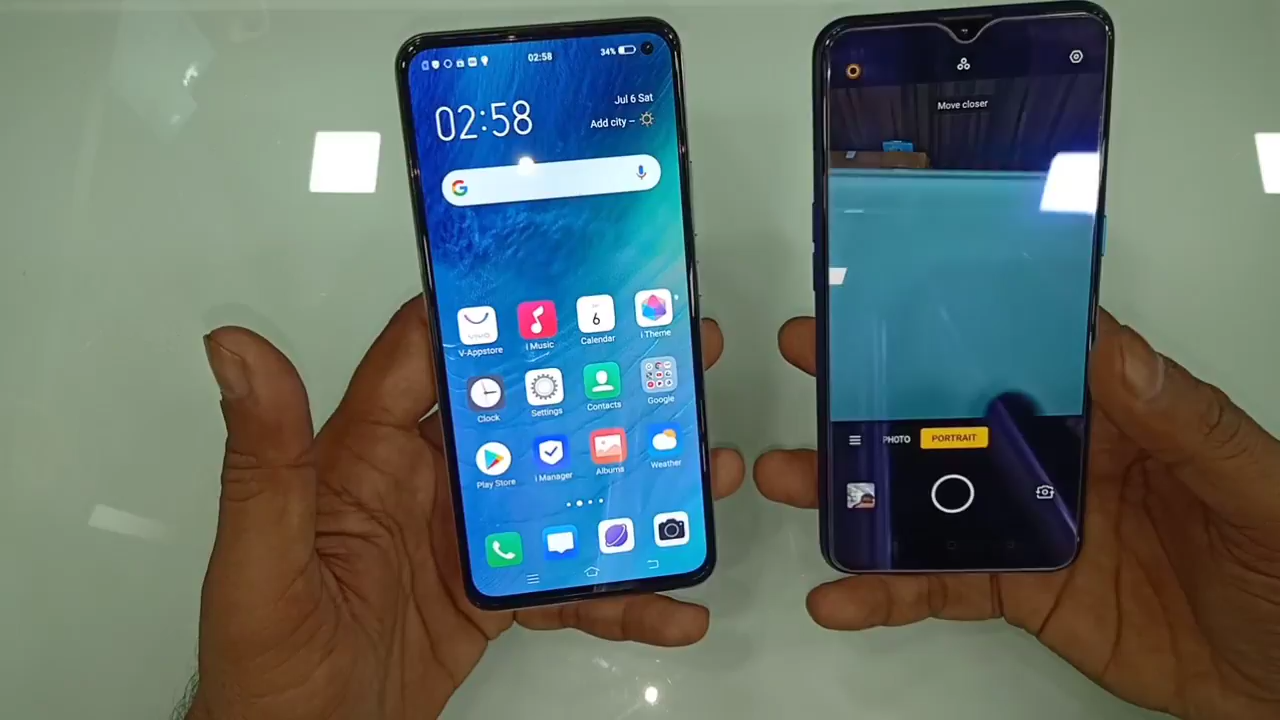 02:58
34%
02:58
Jul 6 Sat
Add city –
G
vivo
6
V-Appstore
i Music
Calendar
i Theme
Clock
Settings
Contacts
Google
Play Store
i Manager
Albums
Weather
Move closer
PHOTO
PORTRAIT